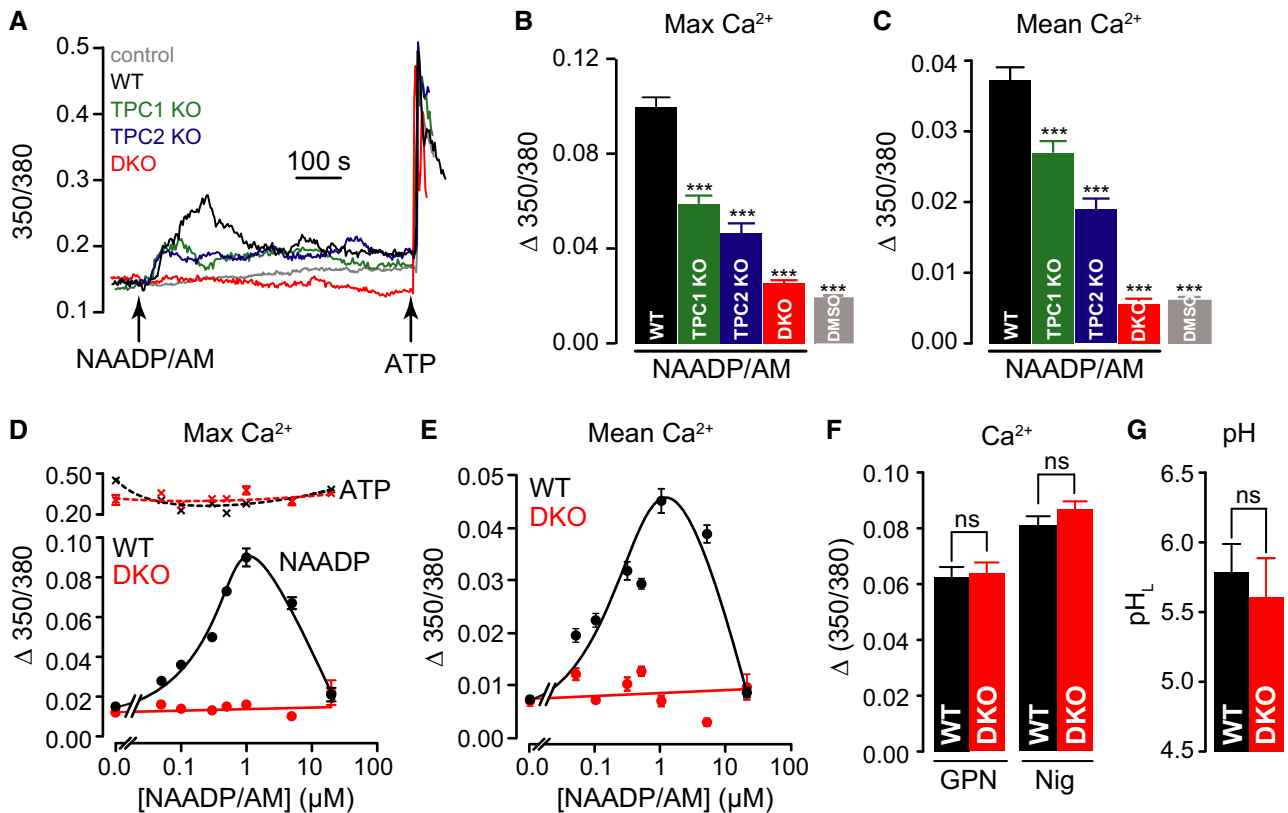 A
0.5
0.4
0.3
0.2
0.1
350/380
control
WT
TPC1 KO
TPC2 KO
DKO
100 s
NAADP/AM
ATP
B
Max Ca²⁺
0.12
0.08
0.04
0.00
Δ 350/380
***
***
***
***
WT
TPC1 KO
TPC2 KO
DKO
DMSO
NAADP/AM
C
Mean Ca²⁺
0.04
0.03
0.02
0.01
0.00
Δ 350/380
***
***
***
***
WT
TPC1 KO
TPC2 KO
DKO
DMSO
NAADP/AM
D
Max Ca²⁺
0.50
0.20
ATP
0.10
0.08
0.06
0.04
0.02
0.00
Δ 350/380
WT
DKO
NAADP
0.0 0.1 1 10 100
[NAADP/AM] (µM)
E
Mean Ca²⁺
0.05
0.04
0.03
0.02
0.01
0.00
Δ 350/380
WT
DKO
0.0 0.1 1 10 100
[NAADP/AM] (µM)
F
Ca²⁺
0.10
0.08
0.06
0.04
0.02
0.00
Δ (350/380)
ns
ns
WT
DKO
WT
DKO
GPN Nig
G
pH
6.5
6.0
5.5
5.0
4.5
pH_L
ns
WT
DKO